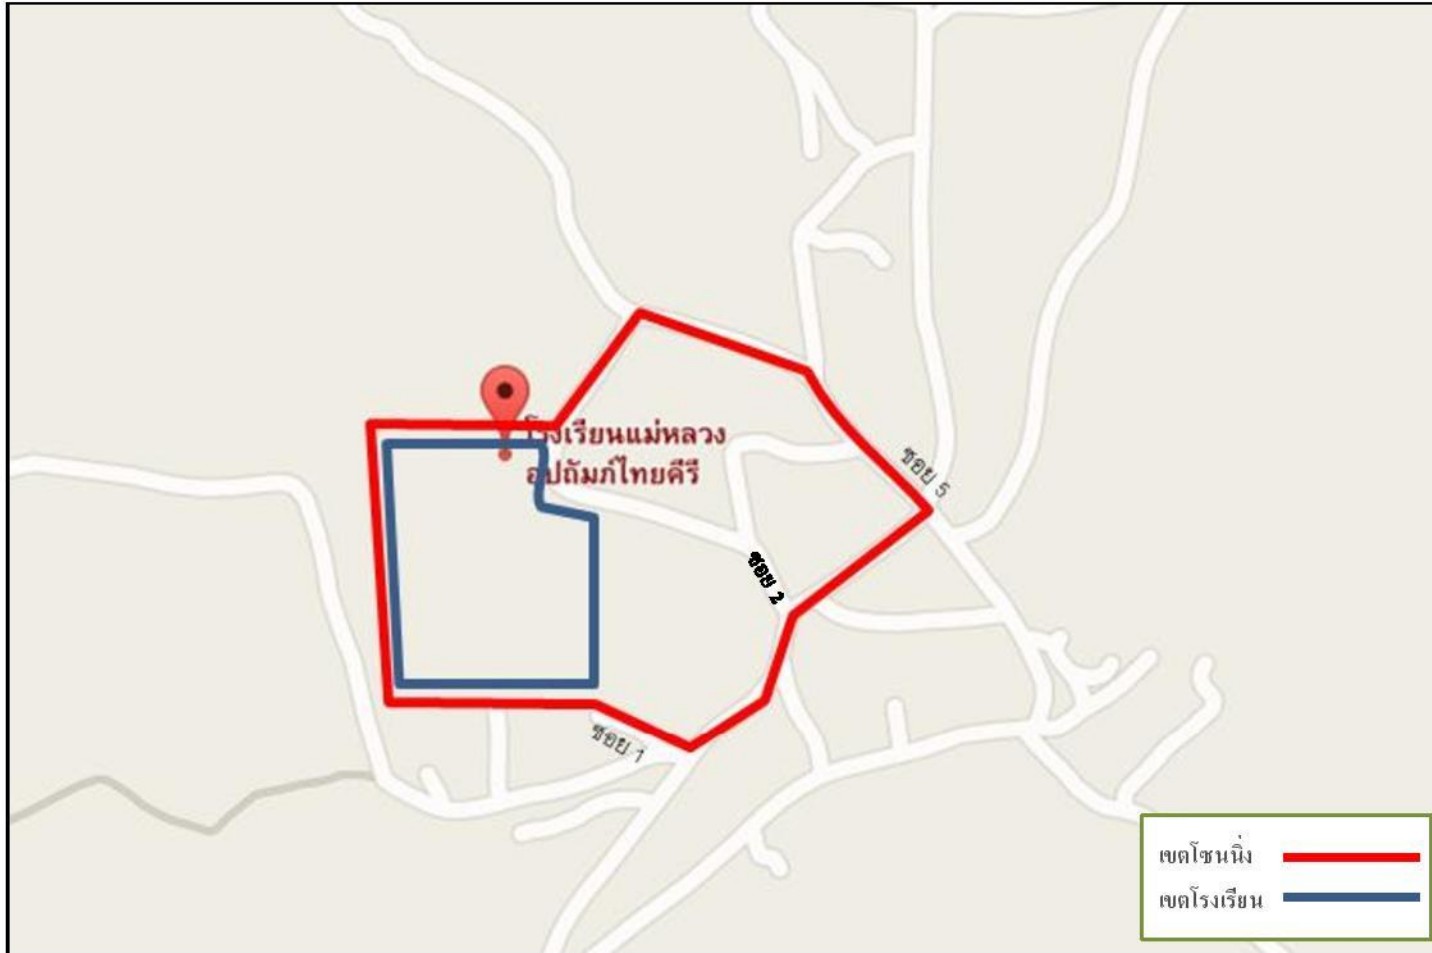 โรงเรียนแม่หลวง
อุปถัมภ์ไทยคีรี
ซอย 5
ซอย 2
ซอย 1
เขตโซนนิ่ง
เขตโรงเรียน